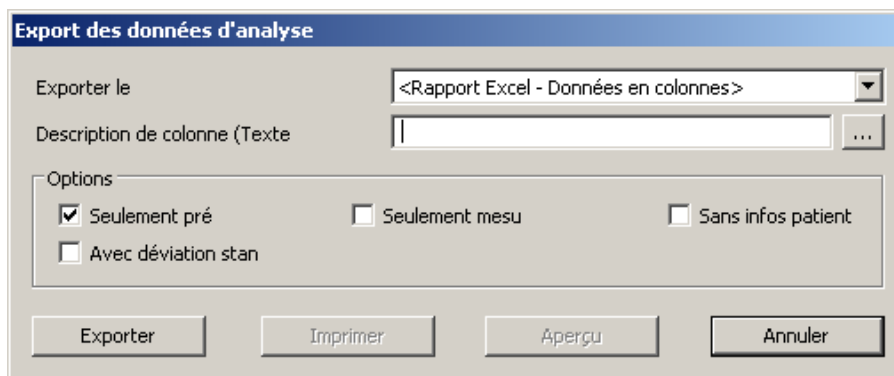 Export des données d'analyse
Exporter le
<Rapport Excel - Données en colonnes>
Description de colonne (Texte
...
Options
Seulement pré
Seulement mesu
Sans infos patient
Avec déviation stan
Exporter
Imprimer
Aperçu
Annuler